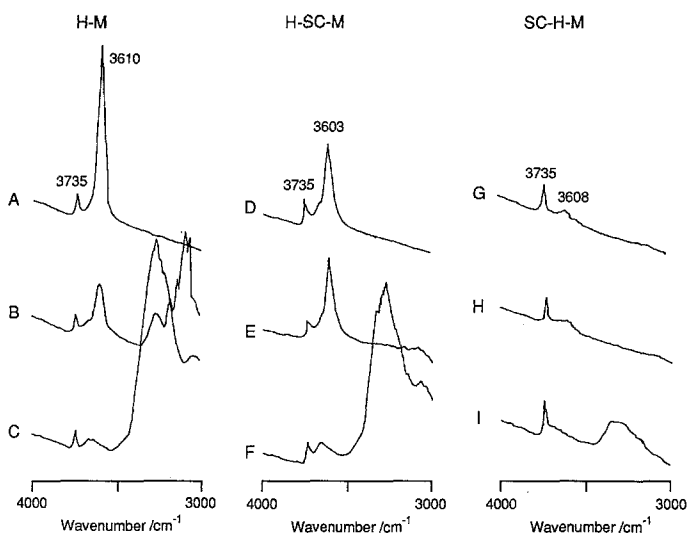 H-M
H-SC-M
SC-H-M
3610
3735
A
B
C
3603
3735
D
E
F
3735
3608
G
H
I
4000 3000
Wavenumber /cm⁻¹
4000 3000
Wavenumber /cm⁻¹
4000 3000
Wavenumber /cm⁻¹